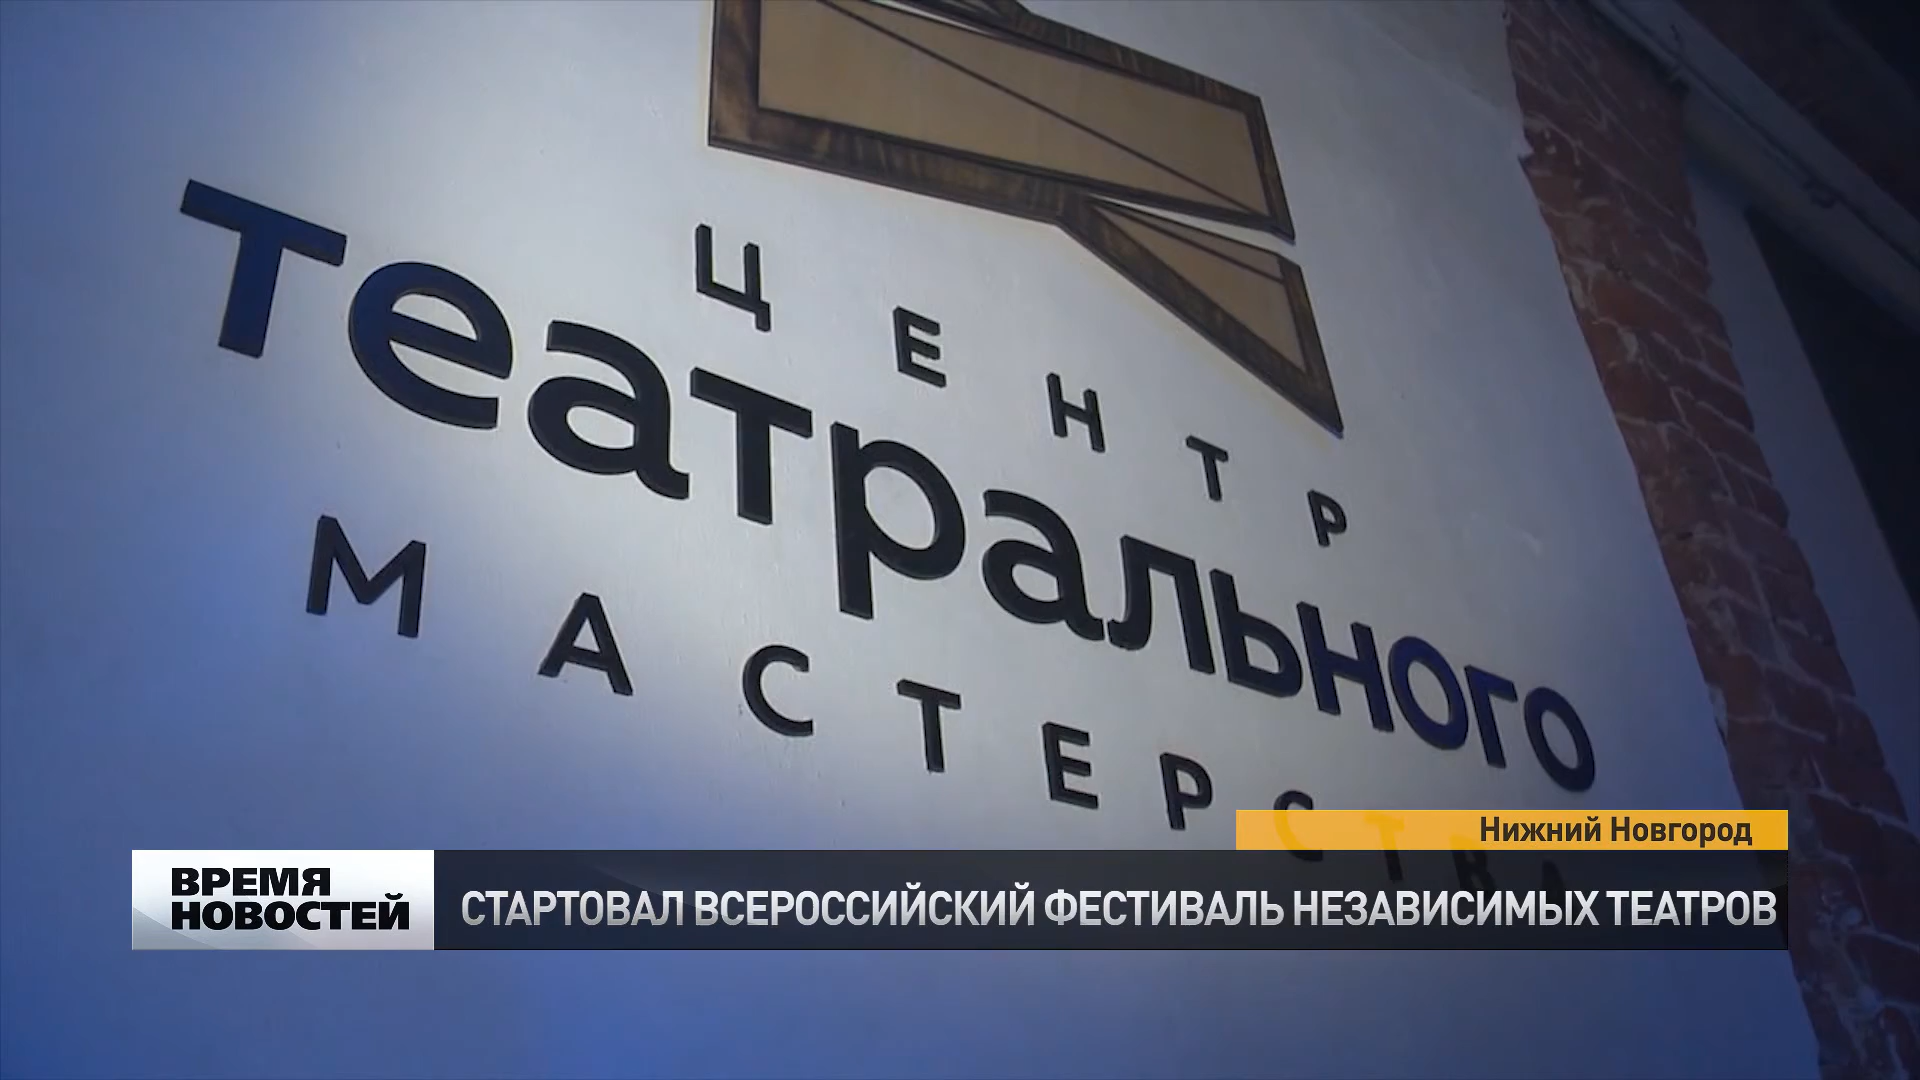 ЦЕНТР
театрального
МАСТЕРСТВА
Нижний Новгород
ВРЕМЯ
НОВОСТЕЙ
СТАРТОВАЛ ВСЕРОССИЙСКИЙ ФЕСТИВАЛЬ НЕЗАВИСИМЫХ ТЕАТРОВ